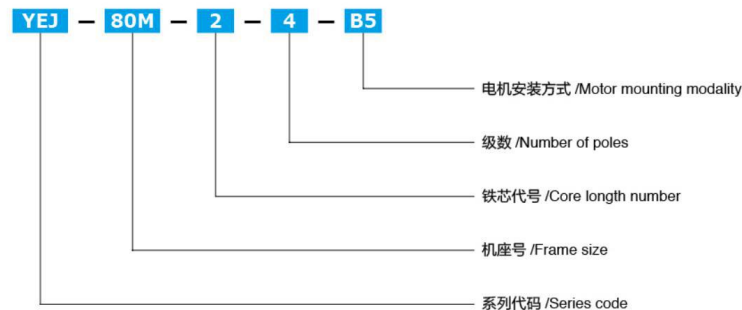 YEJ - 80M - 2 - 4 - B5
电机安装方式 /Motor mounting modality
级数 /Number of poles
铁芯代号 /Core length number
机座号 /Frame size
系列代码 /Series code